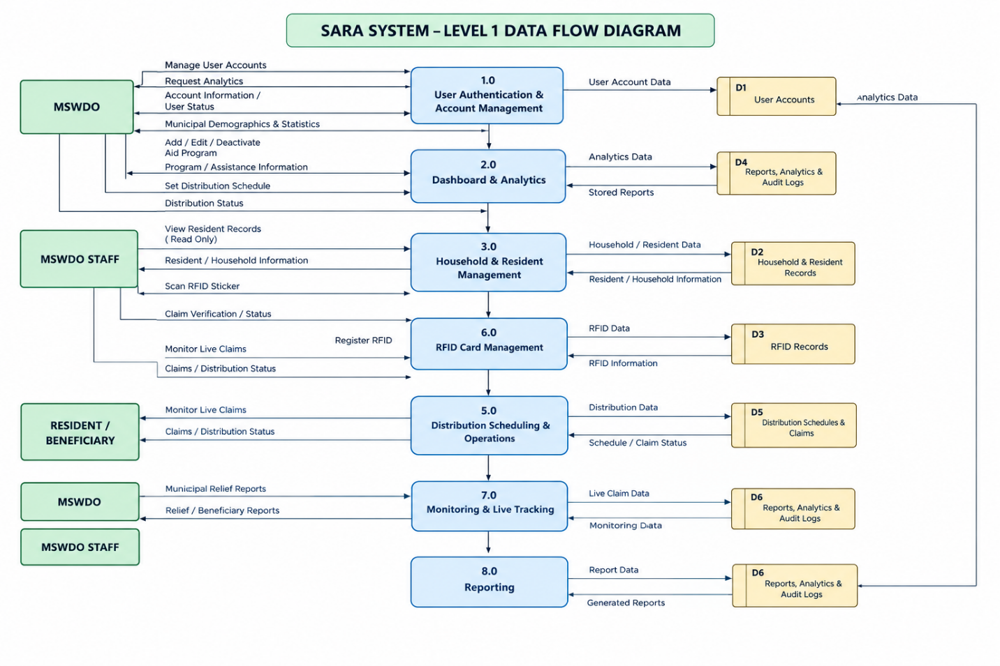 SARA SYSTEM – LEVEL 1 DATA FLOW DIAGRAM
Manage User Accounts
Request Analytics
Account Information /
User Status
Municipal Demographics & Statistics
Add / Edit / Deactivate
Aid Program
Program / Assistance Information
Set Distribution Schedule
Distribution Status
MSWDO
1.0
User Authentication &
Account Management
User Account Data
D1
User Accounts
Analytics Data
2.0
Dashboard & Analytics
Analytics Data
Stored Reports
D4
Reports, Analytics &
Audit Logs
MSWDO STAFF
View Resident Records
( Read Only)
Resident / Household Information
Scan RFID Sticker
Claim Verification / Status
Register RFID
Monitor Live Claims
Claims / Distribution Status
3.0
Household & Resident
Management
Household / Resident Data
Resident / Household Information
D2
Household & Resident
Records
6.0
RFID Card Management
RFID Data
RFID Information
D3
RFID Records
RESIDENT /
BENEFICIARY
Monitor Live Claims
Claims / Distribution Status
5.0
Distribution Scheduling &
Operations
Distribution Data
Schedule / Claim Status
D5
Distribution Schedules &
Claims
MSWDO
MSWDO STAFF
Municipal Relief Reports
Relief / Beneficiary Reports
7.0
Monitoring & Live Tracking
Live Claim Data
Monitoring Data
D6
Reports, Analytics &
Audit Logs
8.0
Reporting
Report Data
Generated Reports
D6
Reports, Analytics &
Audit Logs